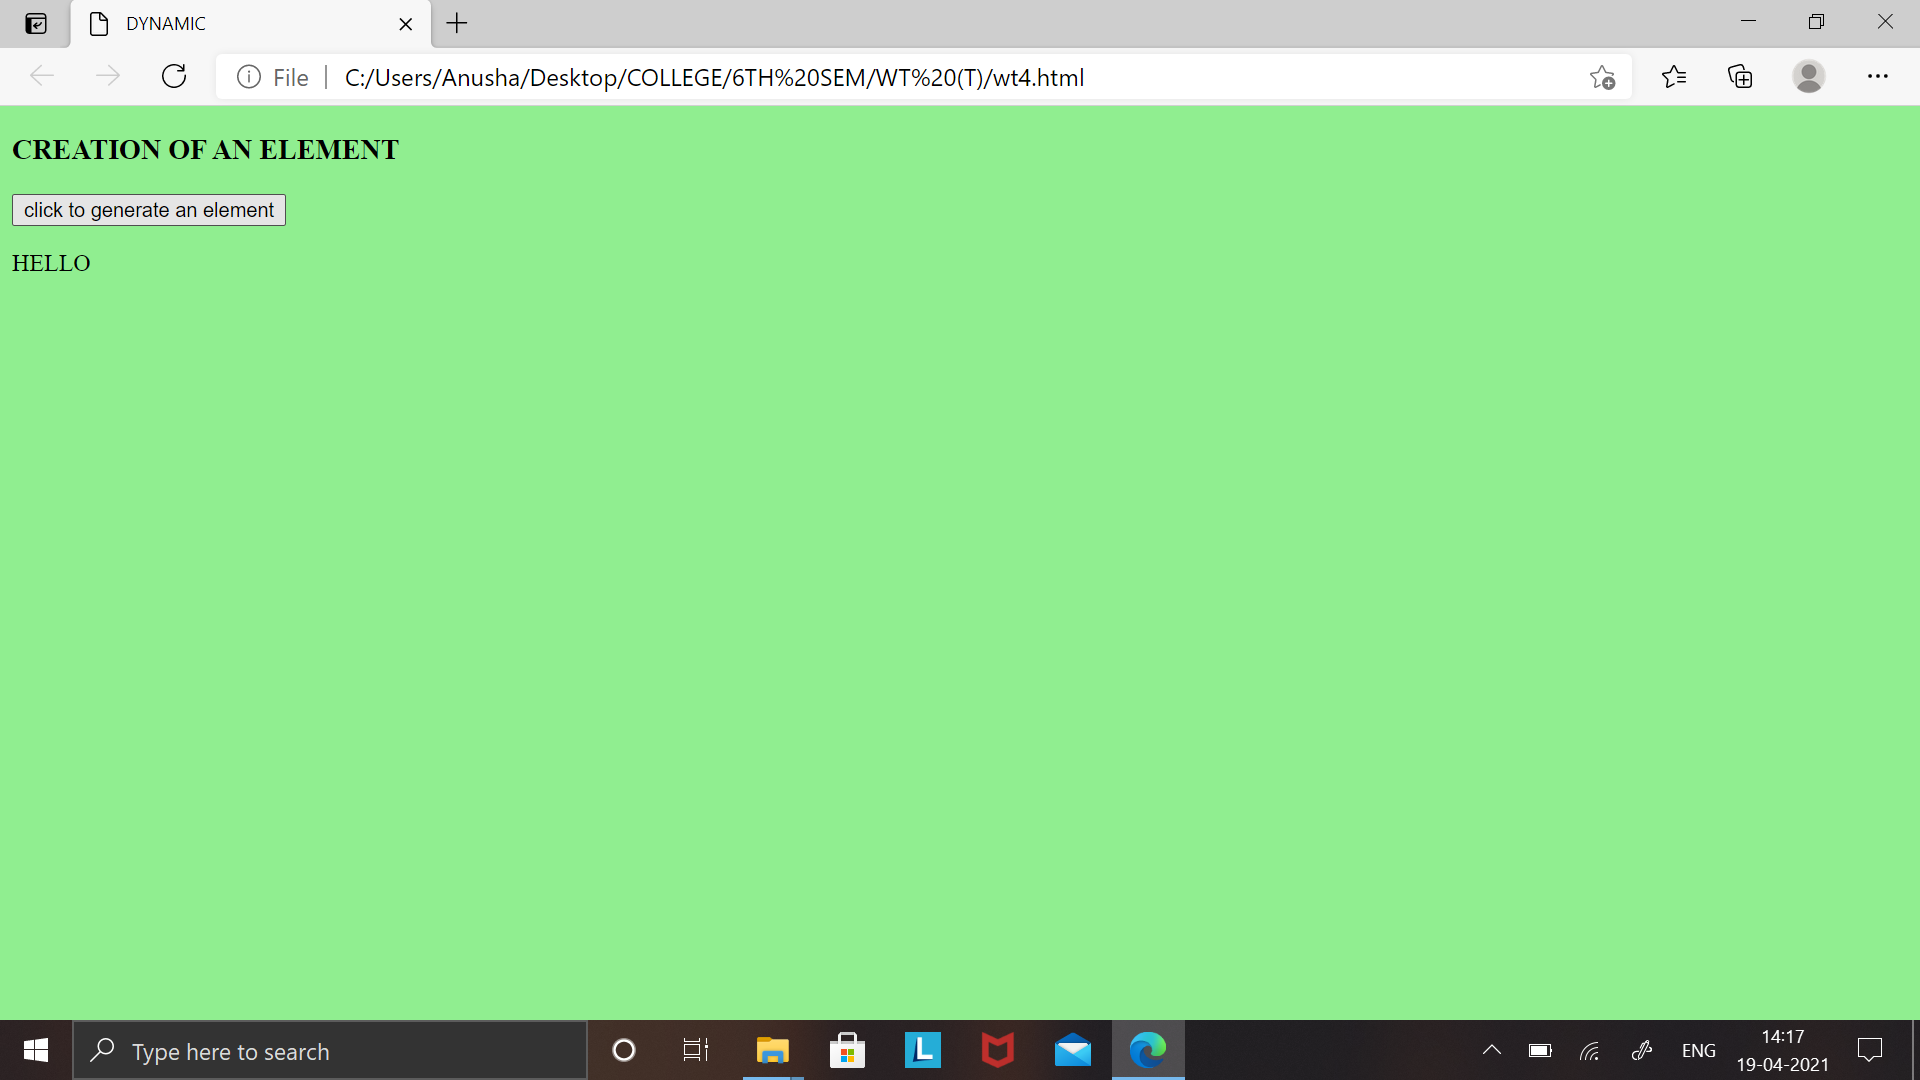 DYNAMIC
File
C:/Users/Anusha/Desktop/COLLEGE/6TH%20SEM/WT%20(T)/wt4.html
CREATION OF AN ELEMENT
click to generate an element
HELLO
Type here to search
L
ENG
14:17
19-04-2021